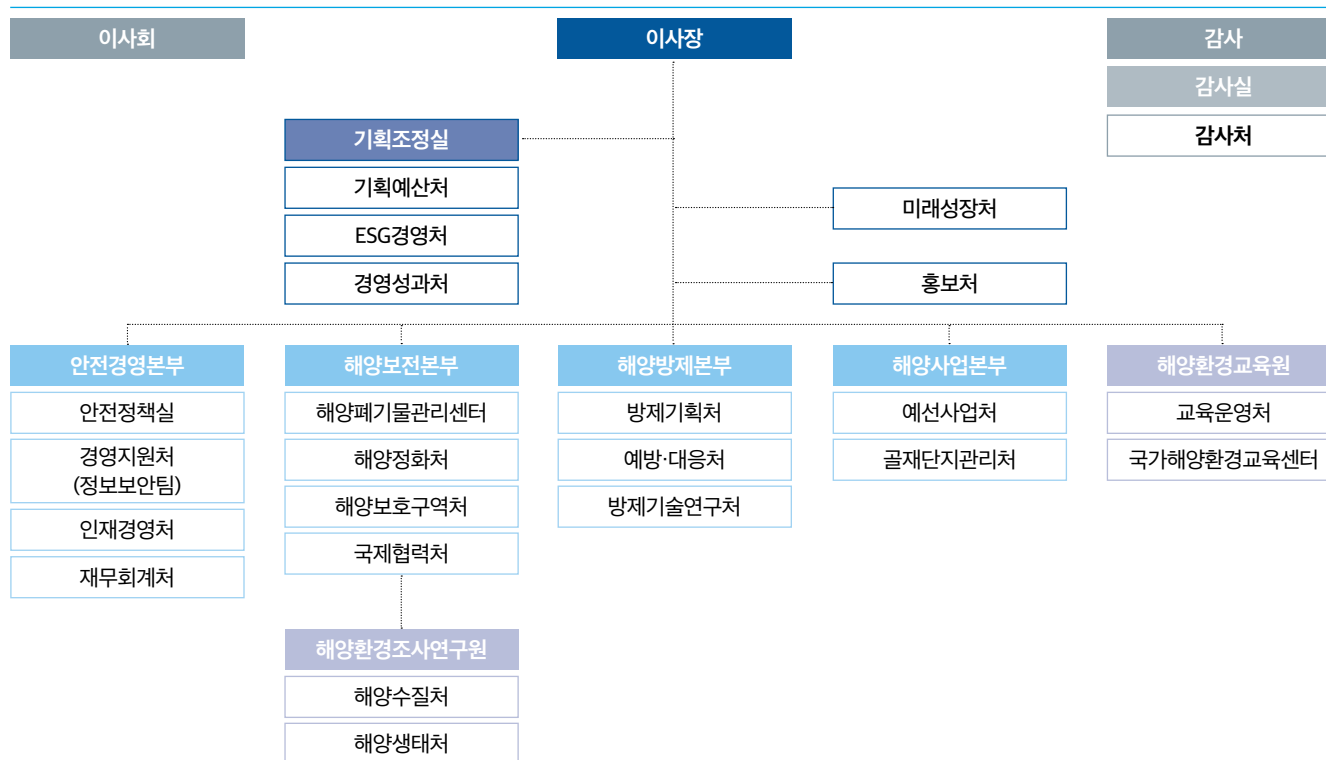 이사회
이사장
감사
감사실
감사처
기획조정실
기획예산처
ESG경영처
경영성과처
미래성장처
홍보처
안전경영본부
안전정책실
경영지원처
(정보보안팀)
인재경영처
재무회계처
해양보전본부
해양폐기물관리센터
해양정화처
해양보호구역처
국제협력처
해양환경조사연구원
해양수질처
해양생태처
해양방제본부
방제기획처
예방·대응처
방제기술연구처
해양사업본부
예선사업처
골재단지관리처
해양환경교육원
교육운영처
국가해양환경교육센터